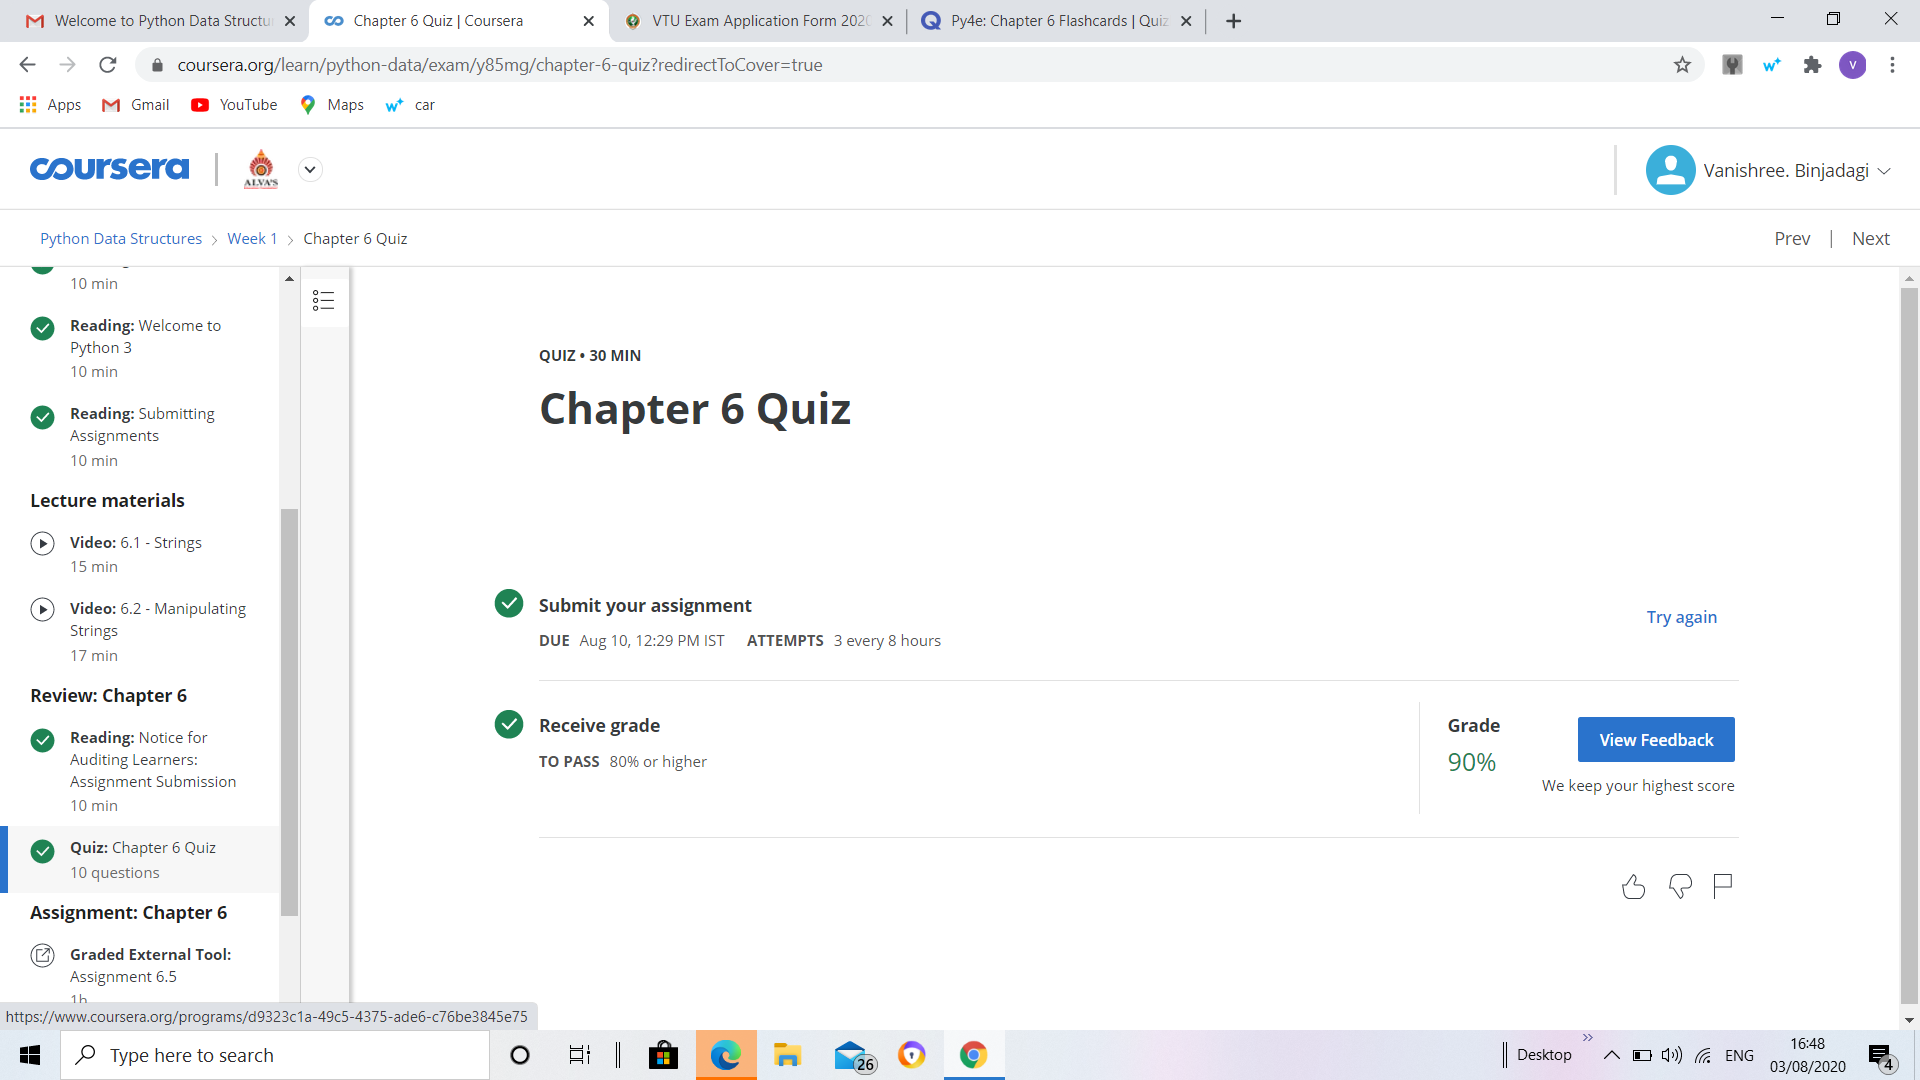 Welcome to Python Data Structu
Chapter 6 Quiz | Coursera
VTU Exam Application Form 2020
Py4e: Chapter 6 Flashcards | Quiz
coursera.org/learn/python-data/exam/y85mg/chapter-6-quiz?redirectToCover=true
V
Apps
Gmail
YouTube
Maps
car
coursera
ALVA'S
Vanishree. Binjadagi
Python Data Structures
Week 1
Chapter 6 Quiz
Prev | Next
10 min
Reading: Welcome to
Python 3
10 min
Reading: Submitting
Assignments
10 min
Lecture materials
Video: 6.1 - Strings
15 min
Video: 6.2 - Manipulating
Strings
17 min
Review: Chapter 6
Reading: Notice for
Auditing Learners:
Assignment Submission
10 min
Quiz: Chapter 6 Quiz
10 questions
Assignment: Chapter 6
Graded External Tool:
Assignment 6.5
1h
QUIZ • 30 MIN
Chapter 6 Quiz
Submit your assignment
DUE Aug 10, 12:29 PM IST ATTEMPTS 3 every 8 hours
Try again
Receive grade
TO PASS 80% or higher
Grade
90%
View Feedback
We keep your highest score
https://www.coursera.org/programs/d9323c1a-49c5-4375-ade6-c76be3845e75
Type here to search
26
Desktop
ENG
16:48
03/08/2020
4